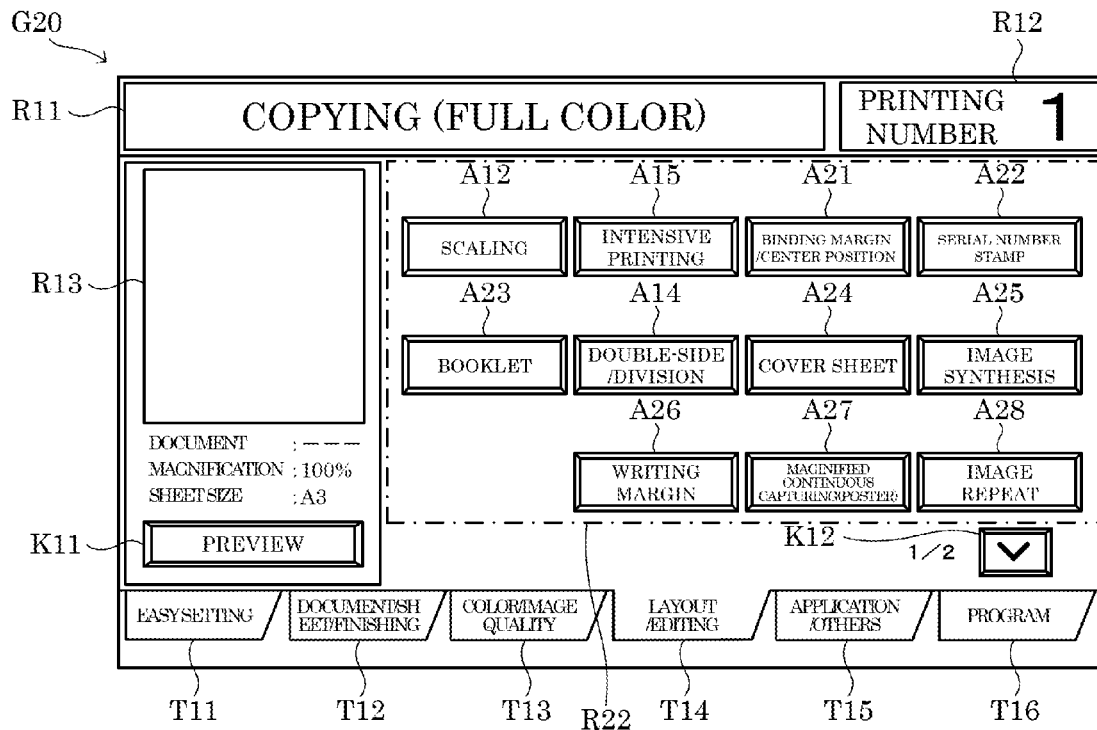 G20
R12
R11
COPYING (FULL COLOR)
PRINTING
NUMBER
1
A12
A15
A21
A22
SCALING
INTENSIVE
PRINTING
BINDING MARGIN
/CENTER POSITION
SERIAL NUMBER
STAMP
R13
A23
A14
A24
A25
BOOKLET
DOUBLE-SIDE
/DIVISION
COVER SHEET
IMAGE
SYNTHESIS
A26
A27
A28
WRITING
MARGIN
MAGINIFIED
CONTINUOUS
CAPTURING(POSTER)
IMAGE
REPEAT
DOCUMENT : ---
MAGNIFICATION : 100%
SHEET SIZE : A3
K11
PREVIEW
K12
1/2
EASY SETTING
DOCUMENT/SH
EET/FINISHING
COLOR/IMAGE
QUALITY
LAYOUT
/EDITING
APPLICATION
/OTHERS
PROGRAM
T11
T12
T13
R22
T14
T15
T16